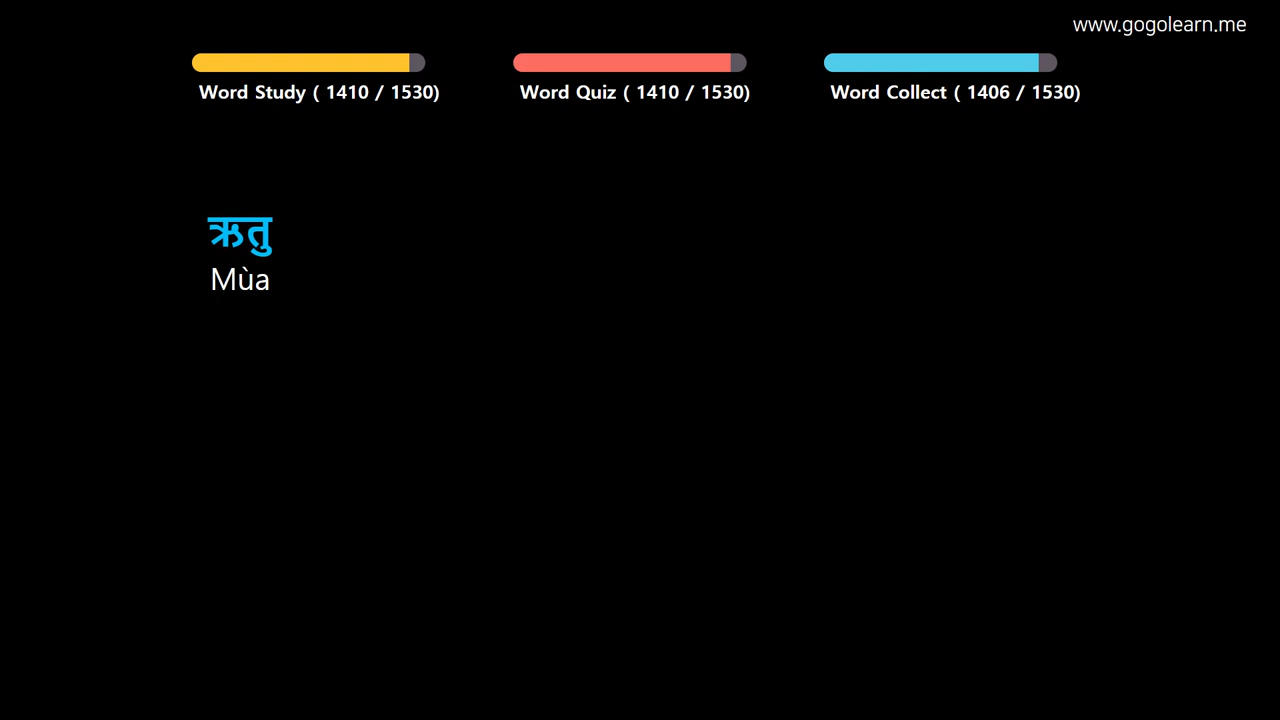 www.gogolearn.me
Word Study ( 1410 / 1530)
Word Quiz ( 1410 / 1530)
Word Collect ( 1406 / 1530)
ऋतु
Mùa